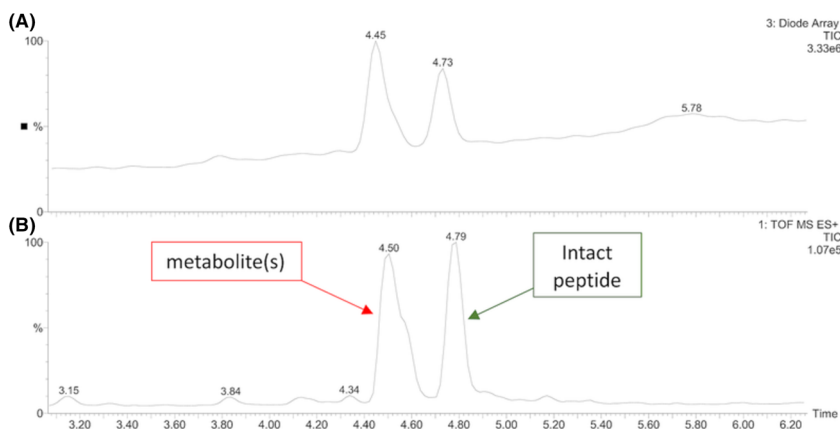 (A)
3: Diode Array
TIC
3.33e6
100
%
0
4.45
4.73
5.78
(B)
1: TOF MS ES+
TIC
1.07e5
100
%
0
metabolite(s)
Intact
peptide
4.50
4.79
3.15
3.84
4.34
3.20 3.40 3.60 3.80 4.00 4.20 4.40 4.60 4.80 5.00 5.20 5.40 5.60 5.80 6.00 6.20 Time